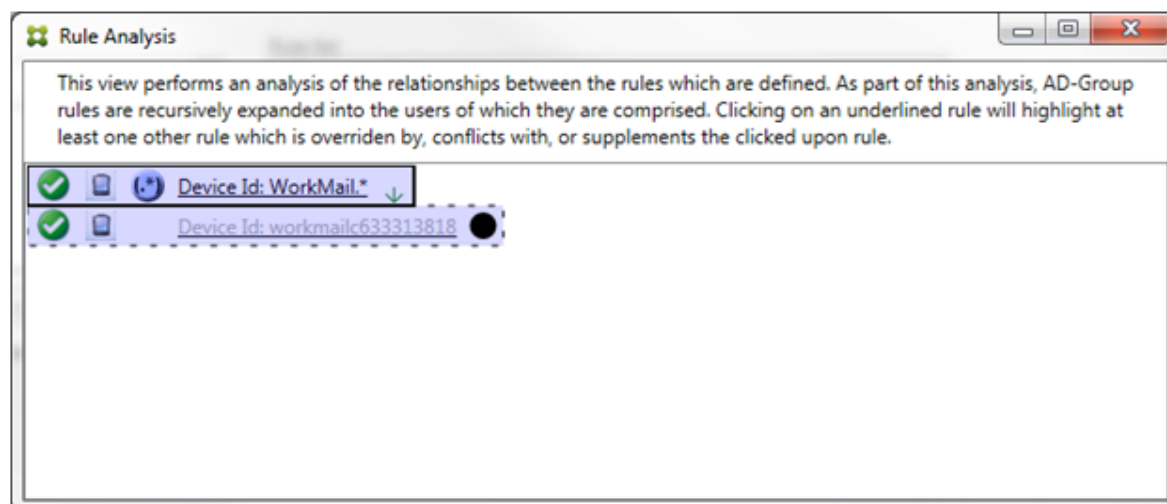 Rule Analysis
This view performs an analysis of the relationships between the rules which are defined. As part of this analysis, AD-Group
rules are recursively expanded into the users of which they are comprised. Clicking on an underlined rule will highlight at
least one other rule which is overriden by, conflicts with, or supplements the clicked upon rule.
(.*) Device Id: WorkMail.*
Device Id: workmailc633313818